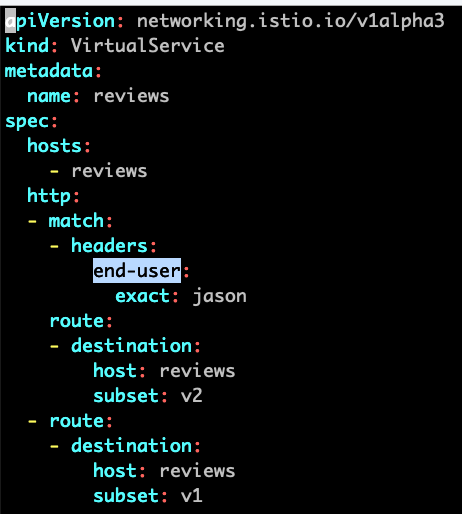 apiVersion: networking.istio.io/v1alpha3
kind: VirtualService
metadata:
  name: reviews
spec:
  hosts:
    - reviews
  http:
  - match:
    - headers:
        end-user:
          exact: jason
    route:
    - destination:
        host: reviews
        subset: v2
  - route:
    - destination:
        host: reviews
        subset: v1